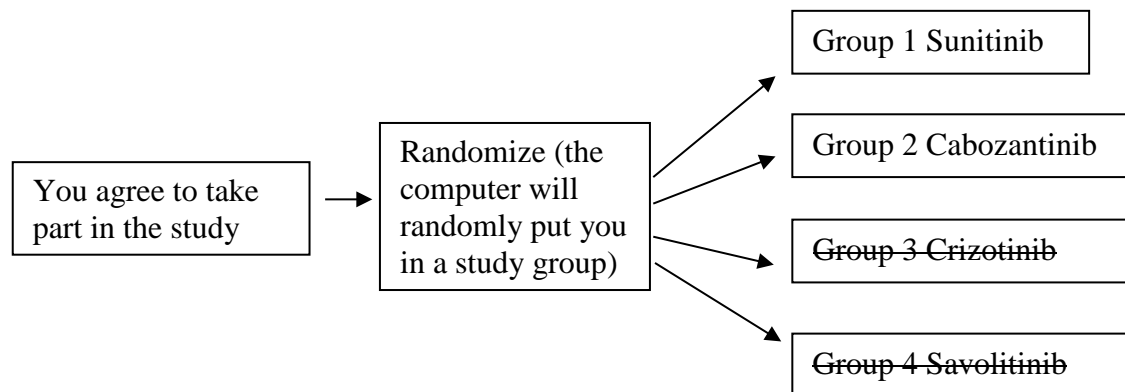 You agree to take
part in the study
Randomize (the
computer will
randomly put you
in a study group)
Group 1 Sunitinib
Group 2 Cabozantinib
Group 3 Crizotinib
Group 4 Savolitinib